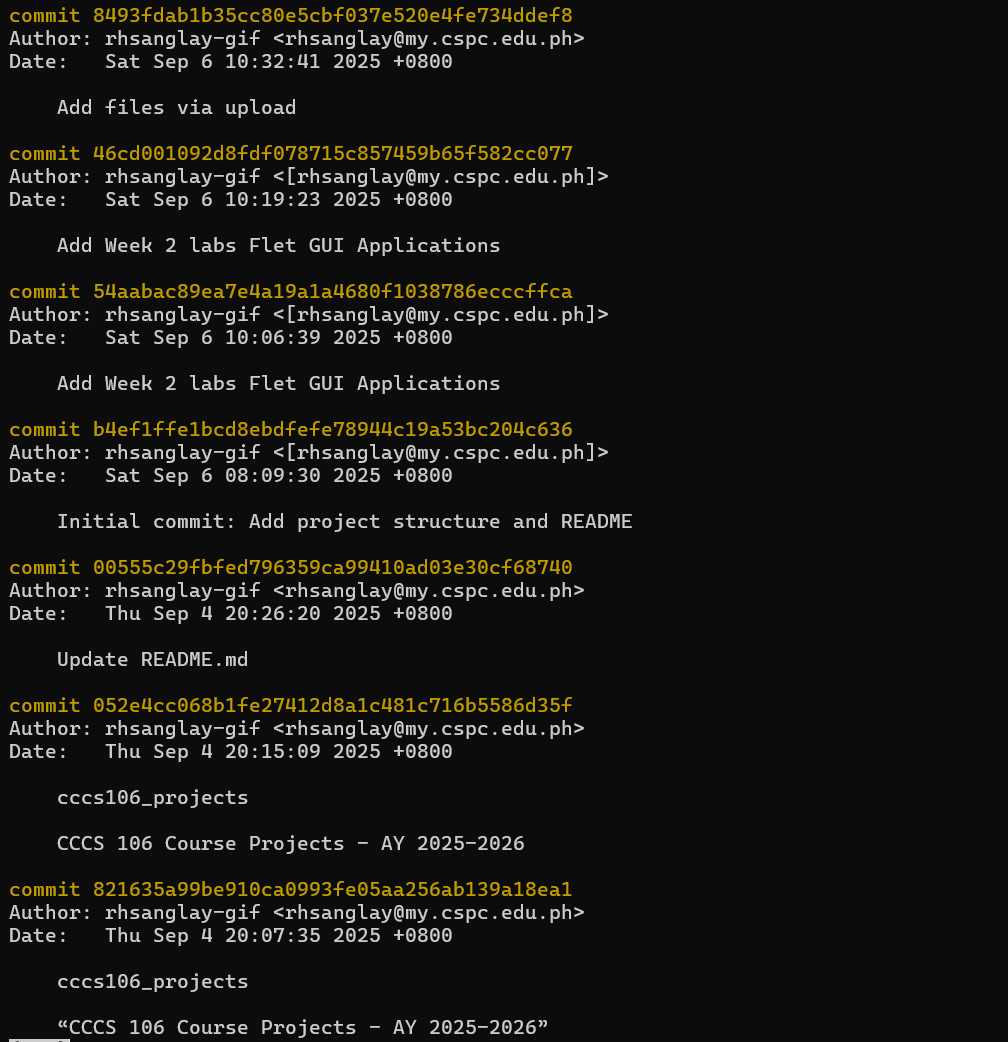 commit 8493fdab1b35cc80e5cbf037e520e4fe734ddef8
Author: rhsanglay-gif <rhsanglay@my.cspc.edu.ph>
Date:   Sat Sep 6 10:32:41 2025 +0800
    Add files via upload
commit 46cd001092d8fdf078715c857459b65f582cc077
Author: rhsanglay-gif <[rhsanglay@my.cspc.edu.ph]>
Date:   Sat Sep 6 10:19:23 2025 +0800
    Add Week 2 labs Flet GUI Applications
commit 54aabac89ea7e4a19a1a4680f1038786ecccffca
Author: rhsanglay-gif <[rhsanglay@my.cspc.edu.ph]>
Date:   Sat Sep 6 10:06:39 2025 +0800
    Add Week 2 labs Flet GUI Applications
commit b4ef1ffe1bcd8ebdfefe78944c19a53bc204c636
Author: rhsanglay-gif <[rhsanglay@my.cspc.edu.ph]>
Date:   Sat Sep 6 08:09:30 2025 +0800
    Initial commit: Add project structure and README
commit 00555c29fbfed796359ca99410ad03e30cf68740
Author: rhsanglay-gif <rhsanglay@my.cspc.edu.ph>
Date:   Thu Sep 4 20:26:20 2025 +0800
    Update README.md
commit 052e4cc068b1fe27412d8a1c481c716b5586d35f
Author: rhsanglay-gif <rhsanglay@my.cspc.edu.ph>
Date:   Thu Sep 4 20:15:09 2025 +0800
    cccs106_projects
    CCCS 106 Course Projects - AY 2025-2026
commit 821635a99be910ca0993fe05aa256ab139a18ea1
Author: rhsanglay-gif <rhsanglay@my.cspc.edu.ph>
Date:   Thu Sep 4 20:07:35 2025 +0800
    cccs106_projects
    “CCCS 106 Course Projects - AY 2025-2026”